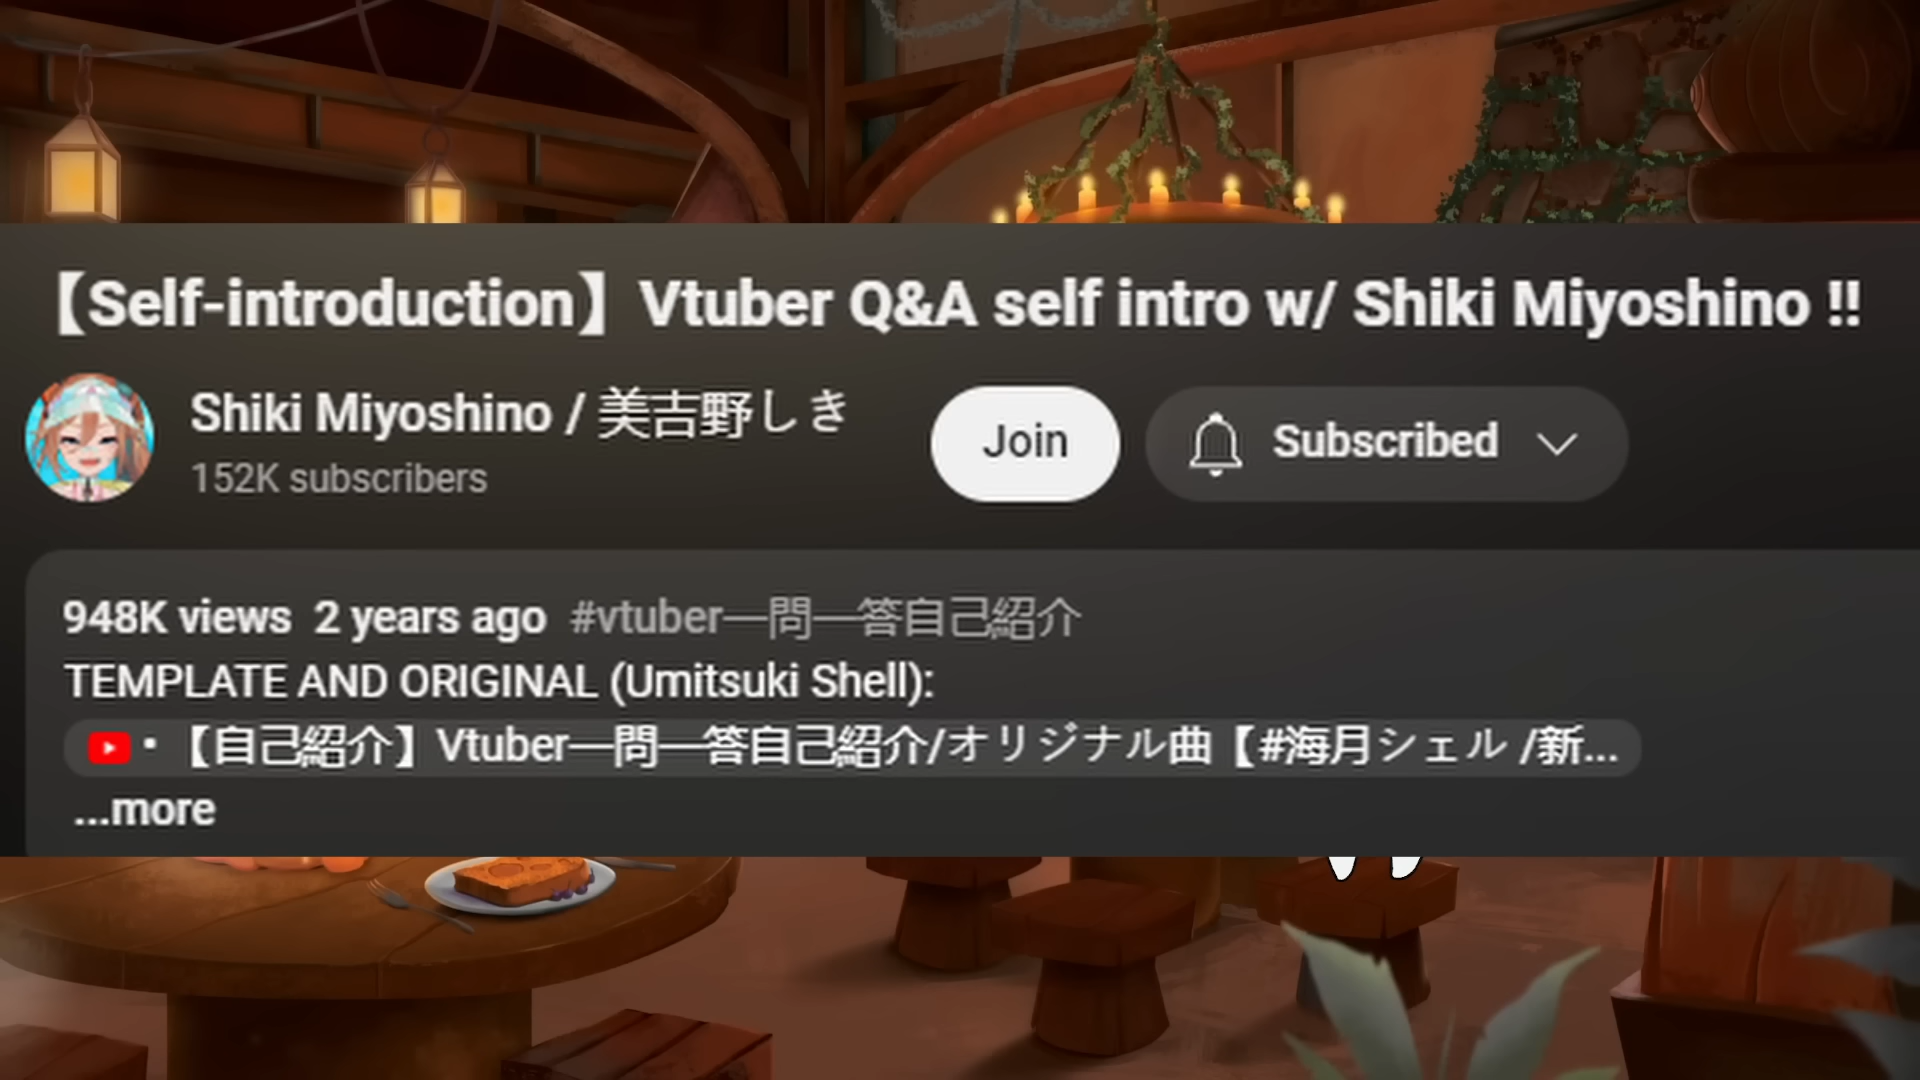 【Self-introduction】Vtuber Q&A self intro w/ Shiki Miyoshino !!
Shiki Miyoshino / 美吉野しき
152K subscribers
Join
Subscribed
948K views 2 years ago #vtuber一問一答自己紹介
TEMPLATE AND ORIGINAL (Umitsuki Shell):
• 【自己紹介】Vtuber一問一答自己紹介/オリジナル曲【#海月シェル /新...
...more